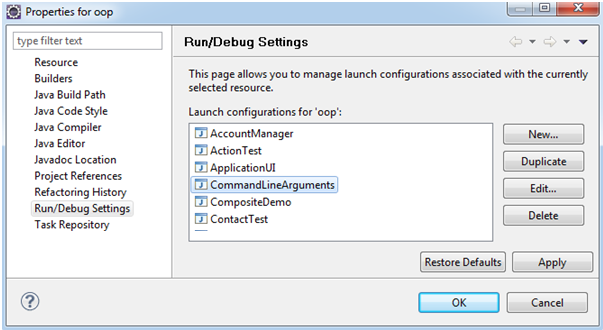 Properties for oop
type filter text
Resource
Builders
Java Build Path
Java Code Style
Java Compiler
Java Editor
Javadoc Location
Project References
Refactoring History
Run/Debug Settings
Task Repository
Run/Debug Settings
This page allows you to manage launch configurations associated with the currently
selected resource.
Launch configurations for 'oop':
AccountManager
ActionTest
ApplicationUI
CommandLineArguments
CompositeDemo
ContactTest
New...
Duplicate
Edit...
Delete
Restore Defaults
Apply
OK
Cancel